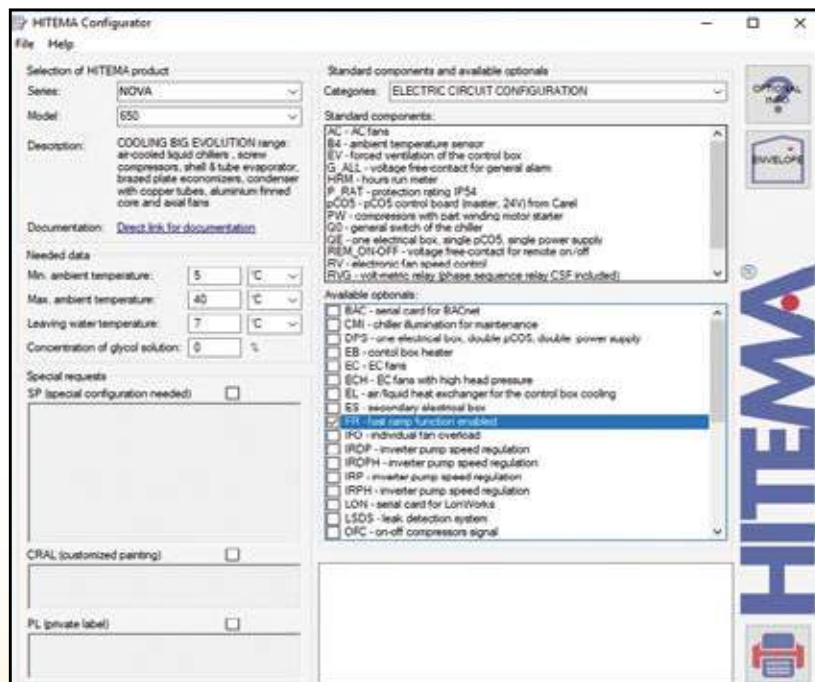 HITEMA Configurator
File Help
Selection of HITEMA product
Series: NOVA
Model: 650
Description: COOLING BIG EVOLUTION range:
air-cooled liquid chillers , screw
compressors, shell & tube evaporator,
brazed plate economizers, condenser
with copper tubes, aluminium finned
core and axial fans
Documentation: Direct link for documentation
Needed data
Min. ambient temperature: 5 °C
Max. ambient temperature: 40 °C
Leaving water temperature: 7 °C
Concentration of glycol solution: 0 %
Special requests
SP (special configuration needed)
CRAL (customized painting)
PL (private label)
Standard components and available optionals
Categories: ELECTRIC CIRCUIT CONFIGURATION
Standard components:
AC - AC fans
B4 - ambient temperature sensor
EV - forced ventilation of the control box
G_ALL - voltage free-contact for general alarm
HRM - hours run meter
P_RAT - protection rating IP54
pCO5 - pCO5 control board (master, 24V) from Carel
PW - compressors with part winding motor starter
QG - general switch of the chiller
QE - one electrical box, single pCO5, single power supply
REM_ON-OFF - voltage free-contact for remote on/off
RV - electronic fan speed control
RVG - volt-metric relay (phase sequence relay CSF included)
Available optionals:
BAC - serial card for BACnet
CMI - chiller illumination for maintenance
DPS - one electrical box, double pCO5, double power supply
EB - control box heater
EC - EC fans
ECH - EC fans with high head pressure
EL - air/liquid heat exchanger for the control box cooling
ES - secondary electrical box
FR - fast ramp function enabled
IFO - individual fan overload
IRDP - inverter pump speed regulation
IRDPH - inverter pump speed regulation
IRP - inverter pump speed regulation
IRPH - inverter pump speed regulation
LON - serial card for LonWorks
LSDS - leak detection system
OFC - on-off compressors signal
OPTIONAL
INFO
ENVELOPE
HITEMA
®